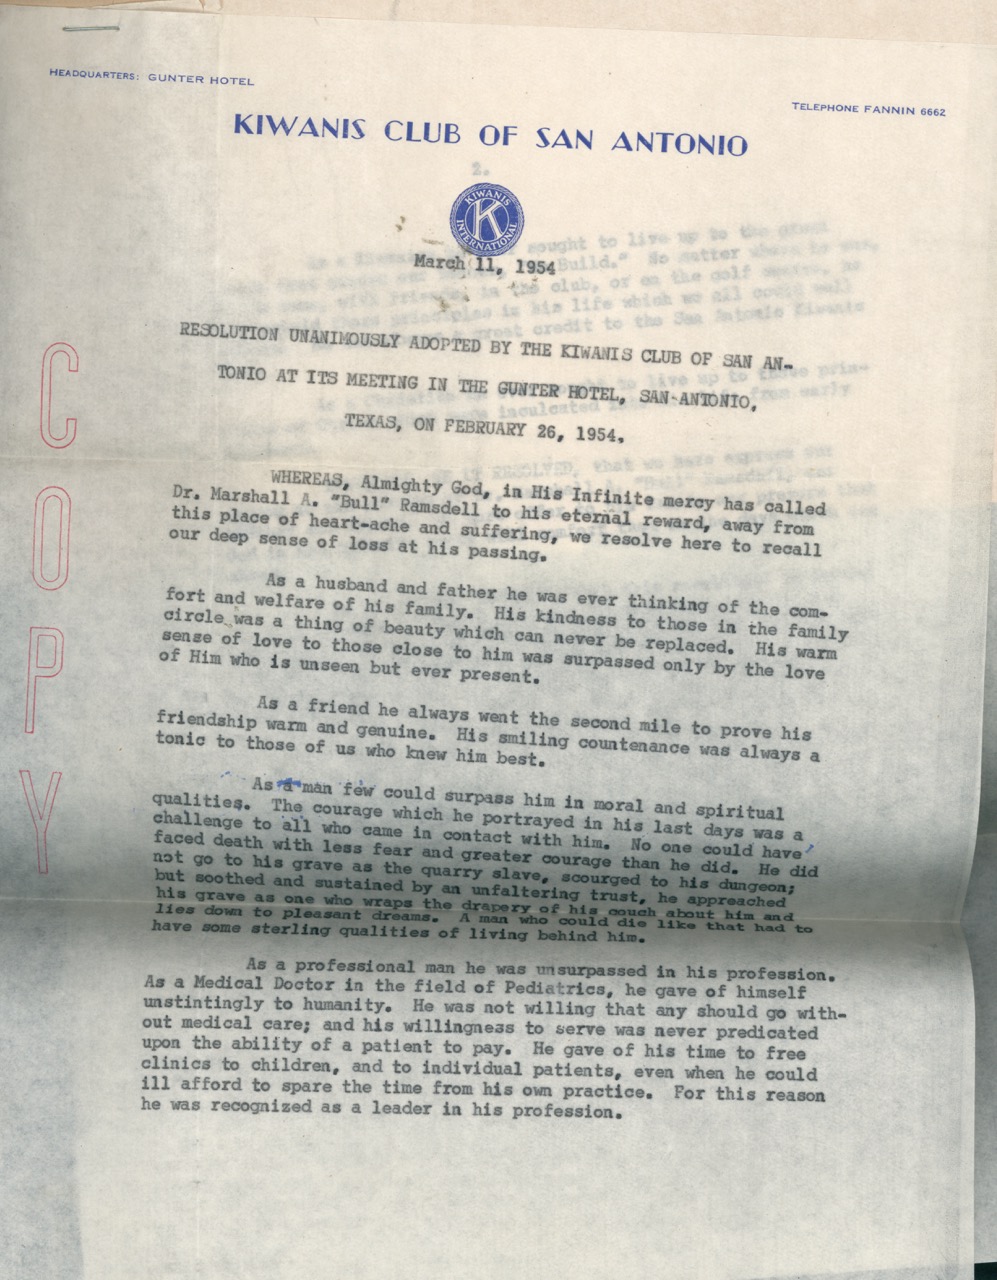 HEADQUARTERS: GUNTER HOTEL
TELEPHONE FANNIN 6662
KIWANIS CLUB OF SAN ANTONIO
2.
KIWANIS
K
INTERNATIONAL
March 11, 1954
RESOLUTION UNANIMOUSLY ADOPTED BY THE KIWANIS CLUB OF SAN AN-
TONIO AT ITS MEETING IN THE GUNTER HOTEL, SAN ANTONIO,
TEXAS, ON FEBRUARY 26, 1954.
WHEREAS, Almighty God, in His Infinite mercy has called
Dr. Marshall A. "Bull" Ramsdell to his eternal reward, away from
this place of heart-ache and suffering, we resolve here to recall
our deep sense of loss at his passing.
As a husband and father he was ever thinking of the com-
fort and welfare of his family. His kindness to those in the family
circle was a thing of beauty which can never be replaced. His warm
sense of love to those close to him was surpassed only by the love
of Him who is unseen but ever present.
As a friend he always went the second mile to prove his
friendship warm and genuine. His smiling countenance was always a
tonic to those of us who knew him best.
As a man few could surpass him in moral and spiritual
qualities. The courage which he portrayed in his last days was a
challenge to all who came in contact with him. No one could have
faced death with less fear and greater courage than he did. He did
not go to his grave as the quarry slave, scourged to his dungeon;
but soothed and sustained by an unfaltering trust, he approached
his grave as one who wraps the drapery of his couch about him and
lies down to pleasant dreams. A man who could die like that had to
have some sterling qualities of living behind him.
As a professional man he was unsurpassed in his profession.
As a Medical Doctor in the field of Pediatrics, he gave of himself
unstintingly to humanity. He was not willing that any should go with-
out medical care; and his willingness to serve was never predicated
upon the ability of a patient to pay. He gave of his time to free
clinics to children, and to individual patients, even when he could
ill afford to spare the time from his own practice. For this reason
he was recognized as a leader in his profession.
COPY